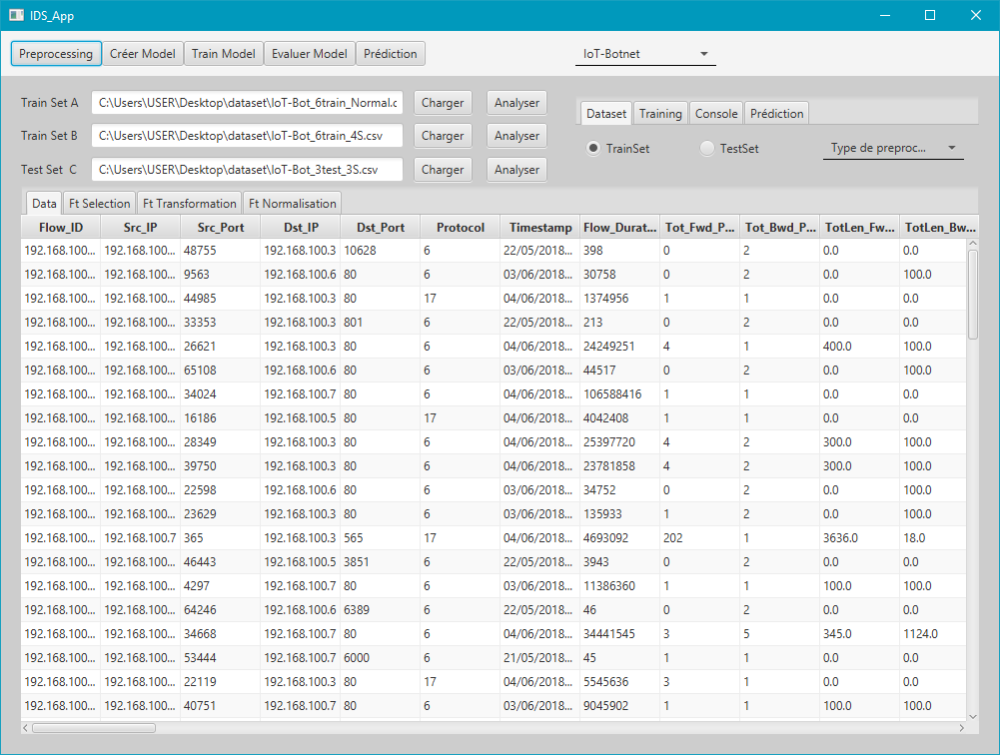 IDS_App
Preprocessing Créer Model Train Model Evaluer Model Prédiction IoT-Botnet
Train Set A C:\Users\USER\Desktop\dataset\IoT-Bot_6train_Normal.c Charger Analyser
Dataset Training Console Prédiction
Train Set B C:\Users\USER\Desktop\dataset\IoT-Bot_6train_4S.csv Charger Analyser
TrainSet TestSet Type de preproc...
Test Set C C:\Users\USER\Desktop\dataset\IoT-Bot_3test_3S.csv Charger Analyser
Data Ft Selection Ft Transformation Ft Normalisation
Flow_ID Src_IP Src_Port Dst_IP Dst_Port Protocol Timestamp Flow_Durat... Tot_Fwd_P... Tot_Bwd_P... TotLen_Fw... TotLen_Bw...
192.168.100... 192.168.100... 48755 192.168.100.3 10628 6 22/05/2018... 398 0 2 0.0 0.0
192.168.100... 192.168.100... 9563 192.168.100.6 80 6 03/06/2018... 30758 0 2 0.0 100.0
192.168.100... 192.168.100... 44985 192.168.100.3 80 17 04/06/2018... 1374956 1 1 0.0 0.0
192.168.100... 192.168.100... 33353 192.168.100.3 801 6 22/05/2018... 213 0 2 0.0 0.0
192.168.100... 192.168.100... 26621 192.168.100.3 80 6 04/06/2018... 24249251 4 1 400.0 100.0
192.168.100... 192.168.100... 65108 192.168.100.6 80 6 03/06/2018... 44517 0 2 0.0 100.0
192.168.100... 192.168.100... 34024 192.168.100.7 80 6 04/06/2018... 106588416 1 1 0.0 0.0
192.168.100... 192.168.100... 16186 192.168.100.5 80 17 04/06/2018... 4042408 1 1 0.0 0.0
192.168.100... 192.168.100... 28349 192.168.100.3 80 6 04/06/2018... 25397720 4 2 300.0 100.0
192.168.100... 192.168.100... 39750 192.168.100.3 80 6 04/06/2018... 23781858 4 2 300.0 100.0
192.168.100... 192.168.100... 22598 192.168.100.6 80 6 03/06/2018... 34752 0 2 0.0 100.0
192.168.100... 192.168.100... 23629 192.168.100.3 80 6 03/06/2018... 135933 1 2 0.0 100.0
192.168.100... 192.168.100.7 365 192.168.100.3 565 17 04/06/2018... 4693092 202 1 3636.0 18.0
192.168.100... 192.168.100... 46443 192.168.100.5 3851 6 22/05/2018... 3943 0 2 0.0 0.0
192.168.100... 192.168.100... 4297 192.168.100.7 80 6 03/06/2018... 11386360 1 1 100.0 100.0
192.168.100... 192.168.100... 64246 192.168.100.6 6389 6 22/05/2018... 46 0 2 0.0 0.0
192.168.100... 192.168.100... 34668 192.168.100.7 80 6 04/06/2018... 34441545 3 5 345.0 1124.0
192.168.100... 192.168.100... 53444 192.168.100.7 6000 6 21/05/2018... 45 1 1 0.0 0.0
192.168.100... 192.168.100... 22119 192.168.100.3 80 17 04/06/2018... 5545636 3 1 0.0 0.0
192.168.100... 192.168.100... 40751 192.168.100.7 80 6 03/06/2018... 9045902 1 1 100.0 100.0